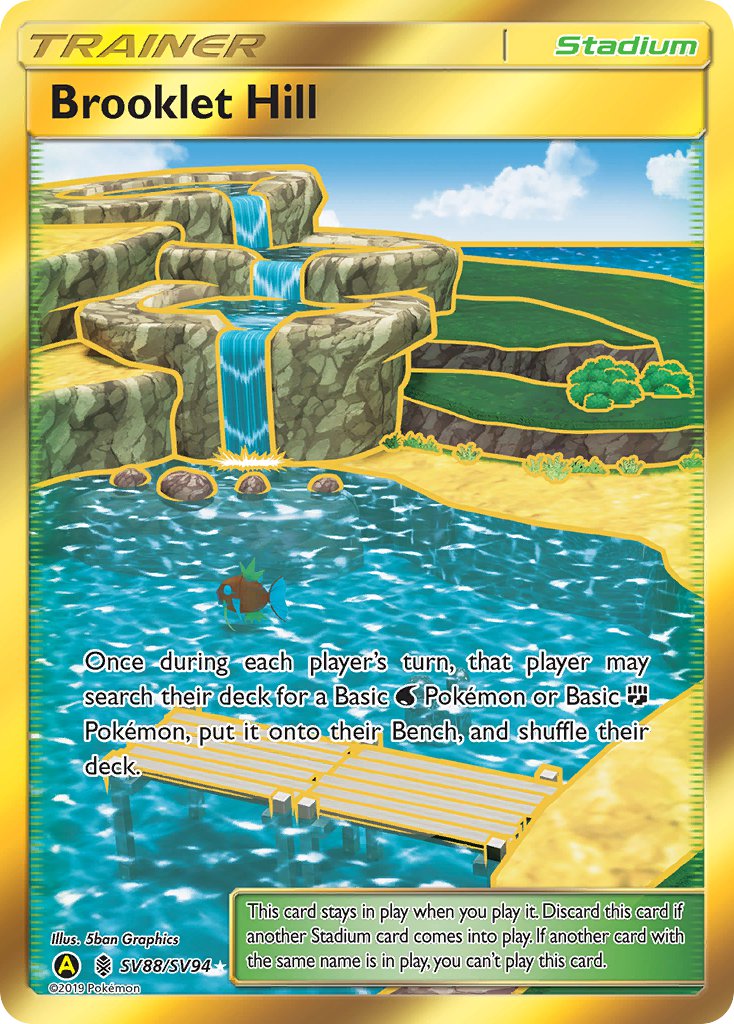 TRAINER
Stadium
Brooklet Hill
Once during each player's turn, that player may
search their deck for a Basic Pokémon or Basic
Pokémon, put it onto their Bench, and shuffle their
deck.
Illus. 5ban Graphics
A SV88/SV94
©2019 Pokémon
This card stays in play when you play it. Discard this card if
another Stadium card comes into play. If another card with
the same name is in play, you can't play this card.